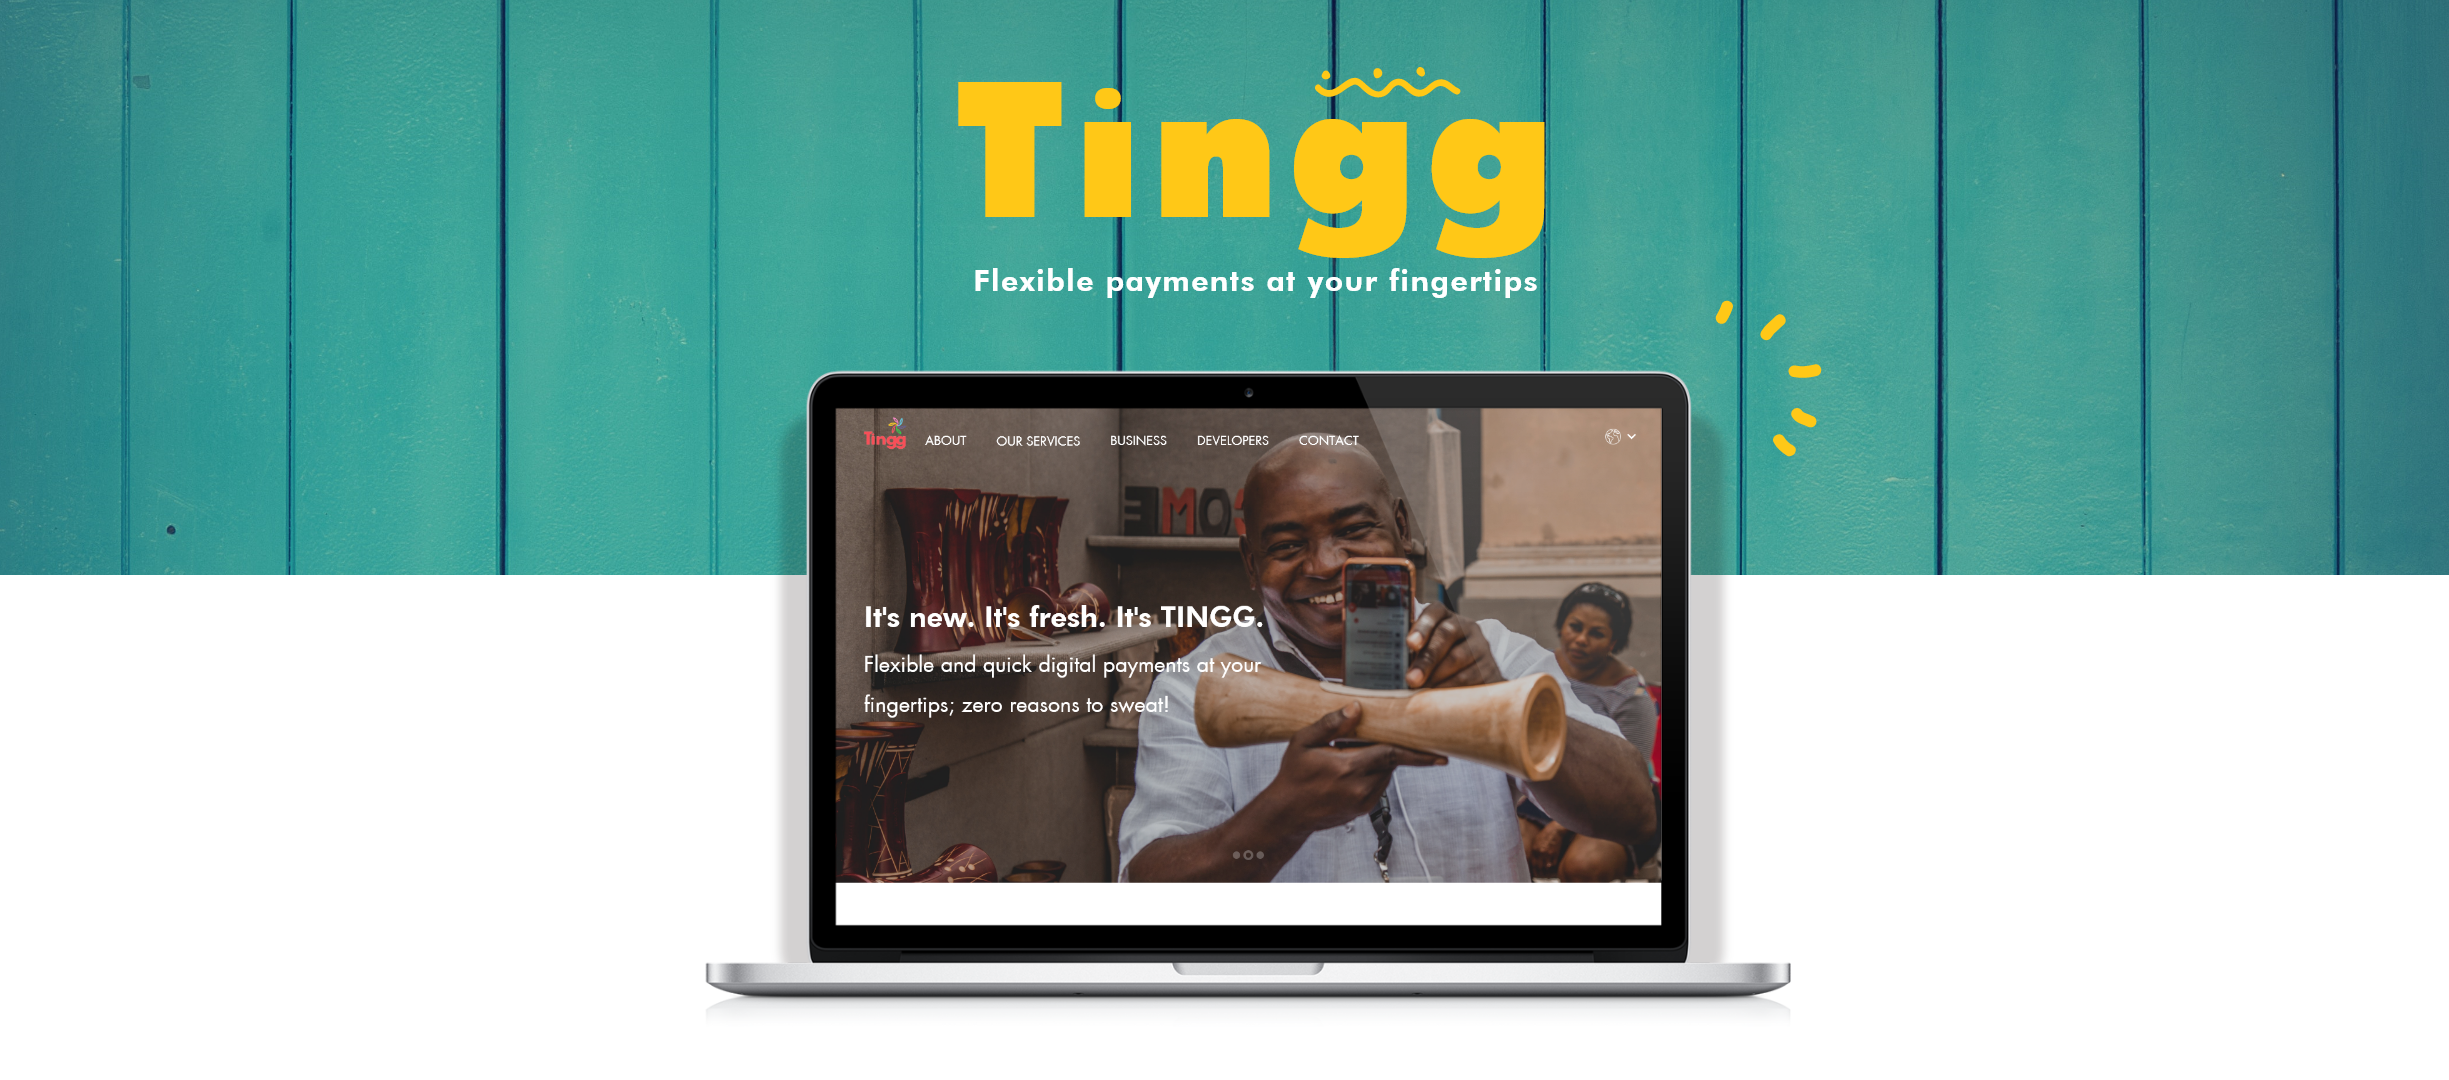 Tingg
Flexible payments at your fingertips
Tingg ABOUT OUR SERVICES BUSINESS DEVELOPERS CONTACT
COME
It's new. It's fresh. It's TINGG.
Flexible and quick digital payments at your
fingertips; zero reasons to sweat!